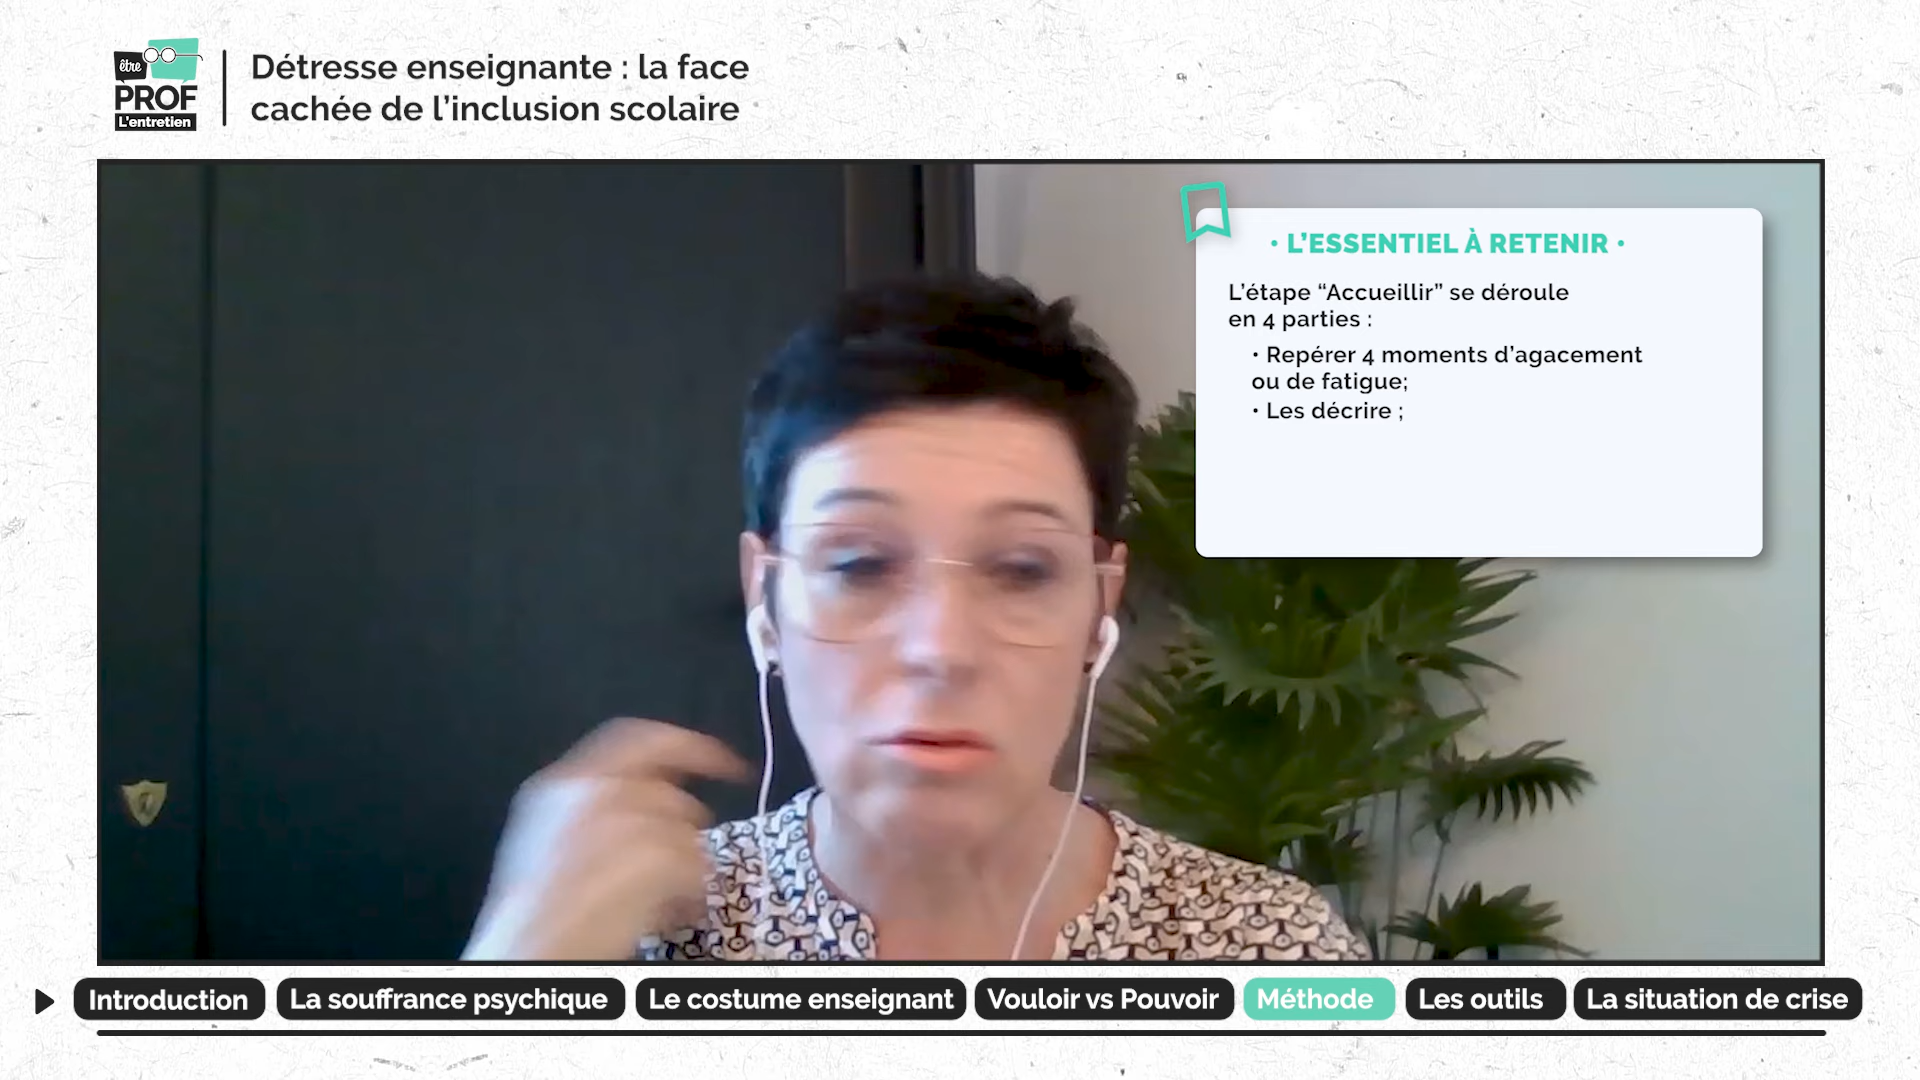 être
PROF
L'entretien
Détresse enseignante : la face
cachée de l'inclusion scolaire
• L'ESSENTIEL À RETENIR •
L'étape “Accueillir” se déroule
en 4 parties :
• Repérer 4 moments d'agacement
ou de fatigue;
• Les décrire ;
Introduction
La souffrance psychique
Le costume enseignant
Vouloir vs Pouvoir
Méthode
Les outils
La situation de crise